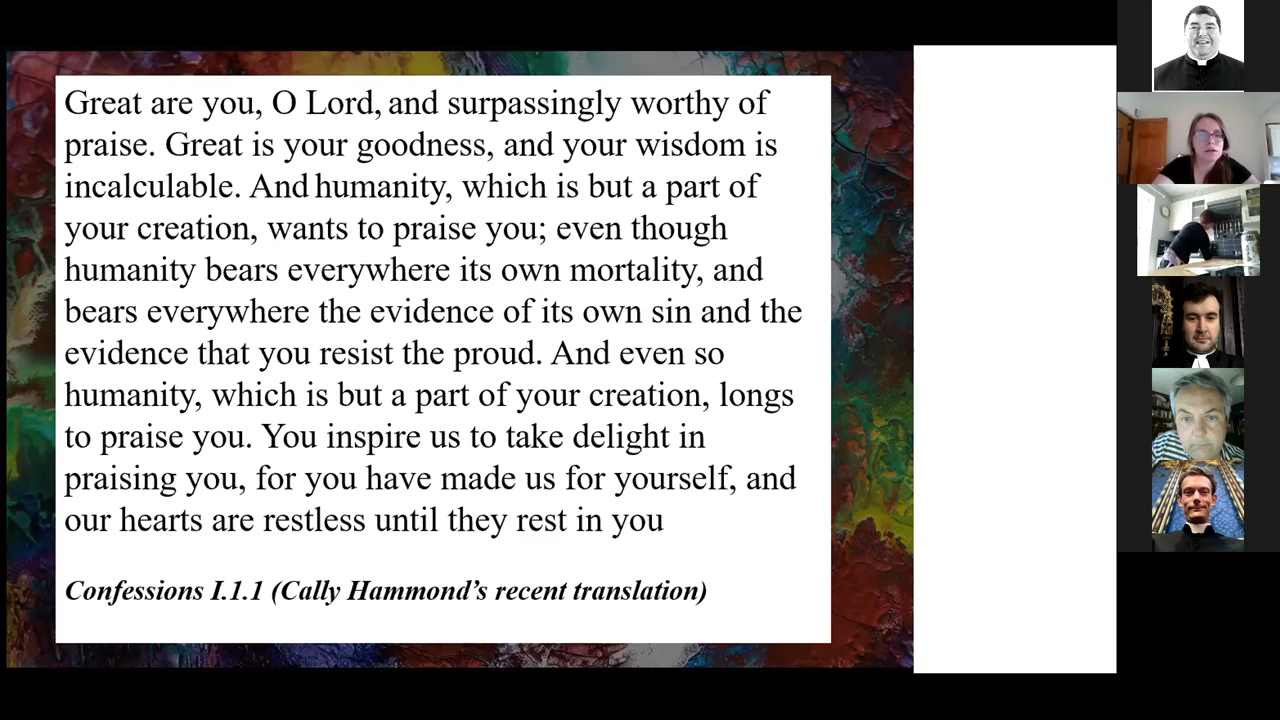 Great are you, O Lord, and surpassingly worthy of
praise. Great is your goodness, and your wisdom is
incalculable. And humanity, which is but a part of
your creation, wants to praise you; even though
humanity bears everywhere its own mortality, and
bears everywhere the evidence of its own sin and the
evidence that you resist the proud. And even so
humanity, which is but a part of your creation, longs
to praise you. You inspire us to take delight in
praising you, for you have made us for yourself, and
our hearts are restless until they rest in you
Confessions I.1.1 (Cally Hammond’s recent translation)